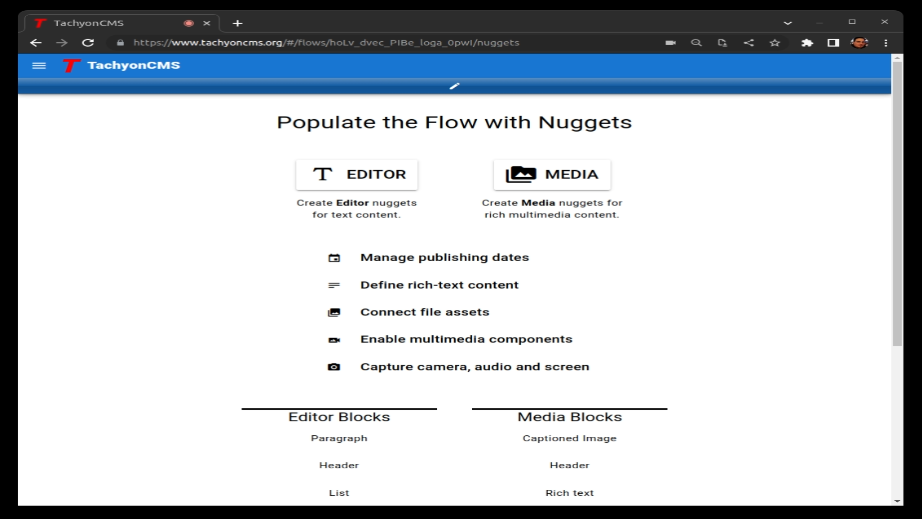 TachyonCMS
https://www.tachyoncms.org/#/flows/hoLv_dvec_PIBe_loga_0pwI/nuggets
TachyonCMS
Populate the Flow with Nuggets
EDITOR
MEDIA
Create Editor nuggets
for text content.
Create Media nuggets for
rich multimedia content.
Manage publishing dates
Define rich-text content
Connect file assets
Enable multimedia components
Capture camera, audio and screen
Editor Blocks
Paragraph
Header
List
Media Blocks
Captioned Image
Header
Rich text